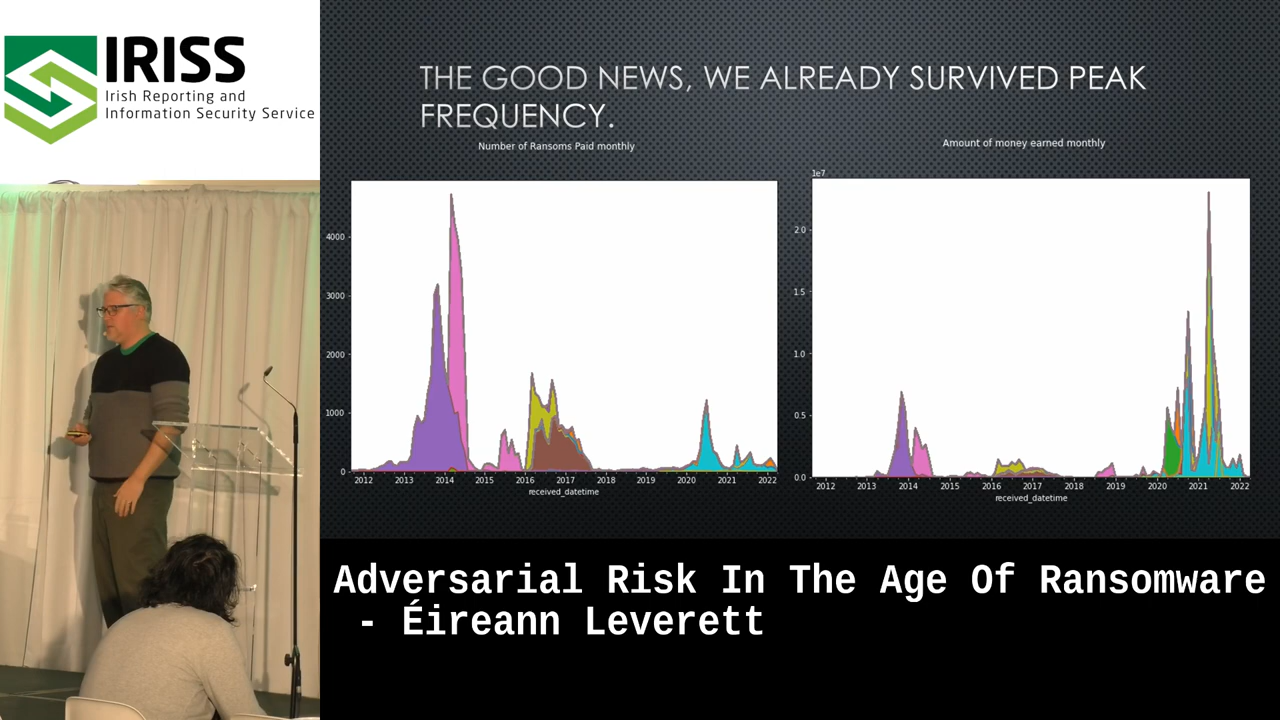 IRISS
Irish Reporting and
Information Security Service
THE GOOD NEWS, WE ALREADY SURVIVED PEAK
FREQUENCY.
Number of Ransoms Paid monthly
4000
3000
2000
1000
0
2012 2013 2014 2015 2016 2017 2018 2019 2020 2021 2022
received_datetime
Amount of money earned monthly
1e7
2.0
1.5
1.0
0.5
0.0
2012 2013 2014 2015 2016 2017 2018 2019 2020 2021 2022
received_datetime
Adversarial Risk In The Age Of Ransomware
- Éireann Leverett